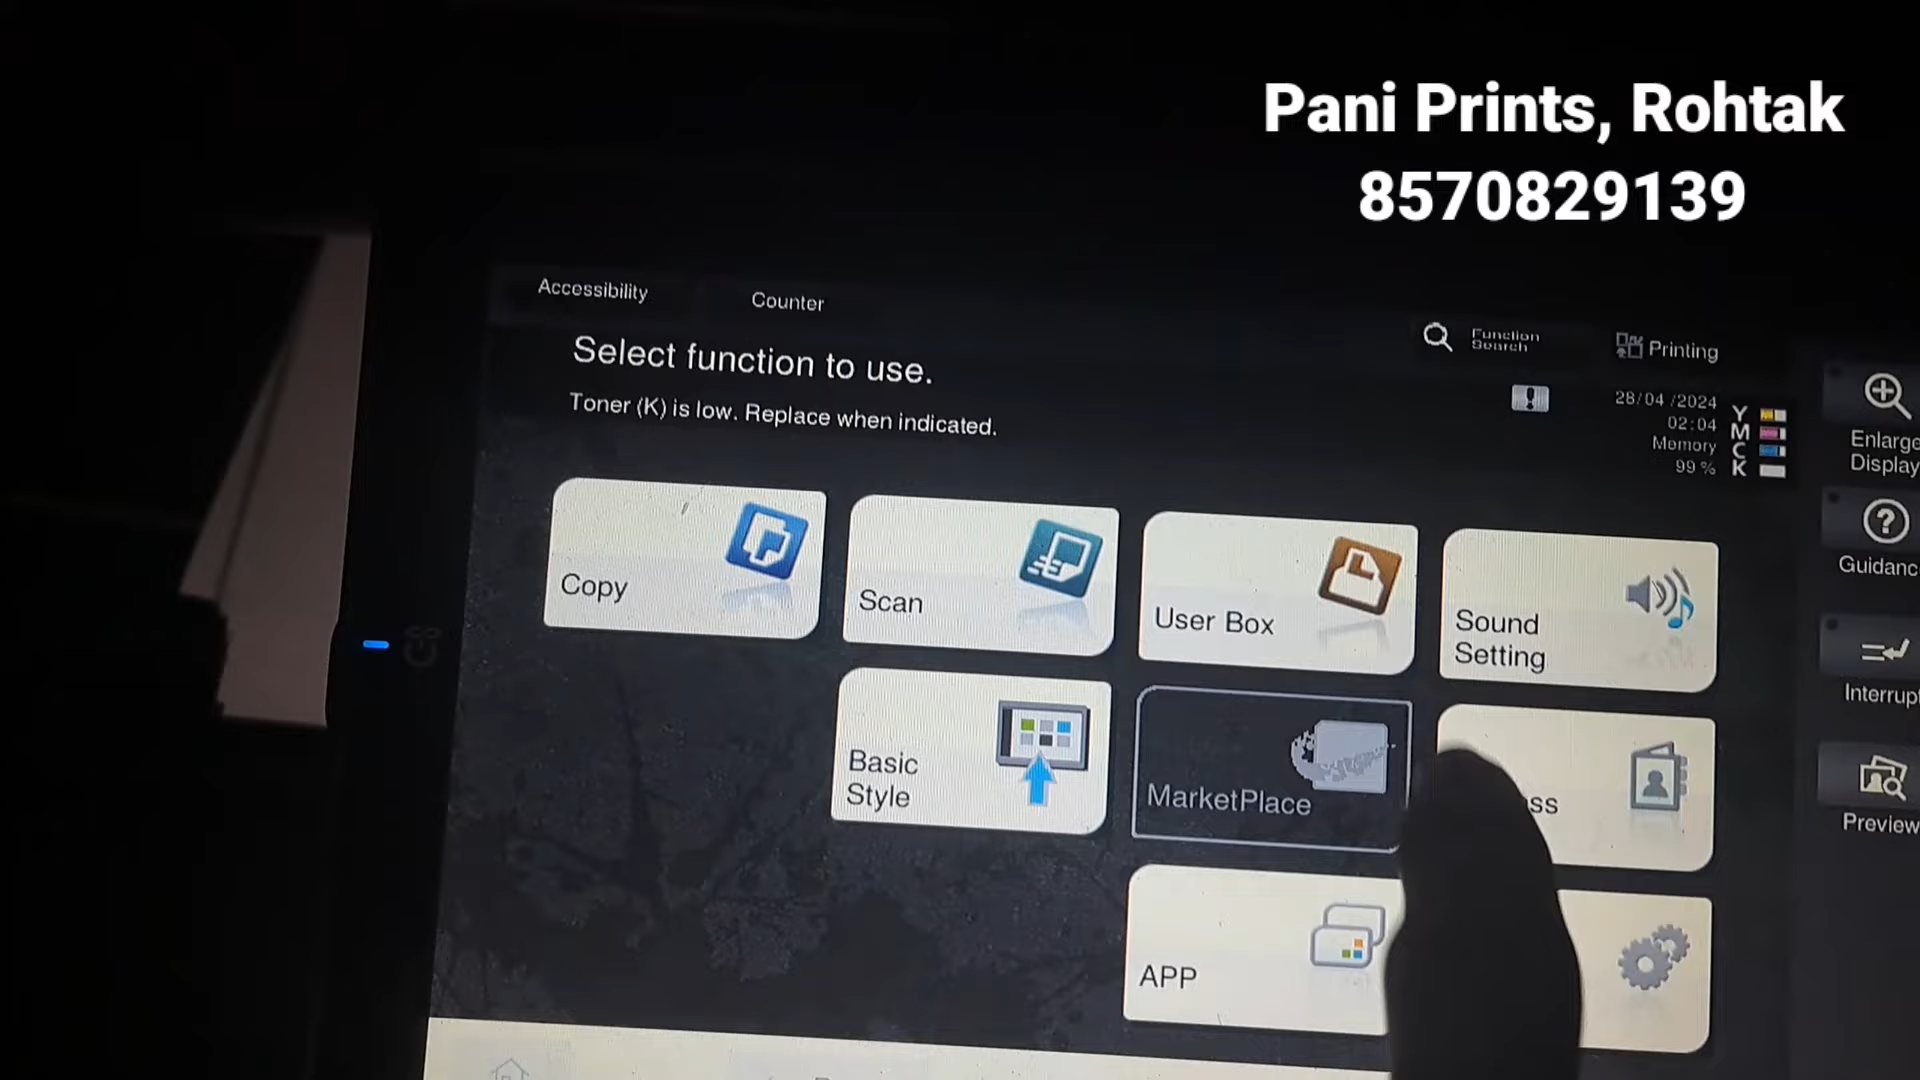 Pani Prints, Rohtak
8570829139
Accessibility
Counter
Function
Search
Printing
Select function to use.
Toner (K) is low. Replace when indicated.
28/04 /2024
02:04
Memory
99 %
Y
M
C
K
Enlarge
Display
Guidanc
Copy
Scan
User Box
Sound
Setting
Interrupt
Basic
Style
MarketPlace
ss
Preview
APP